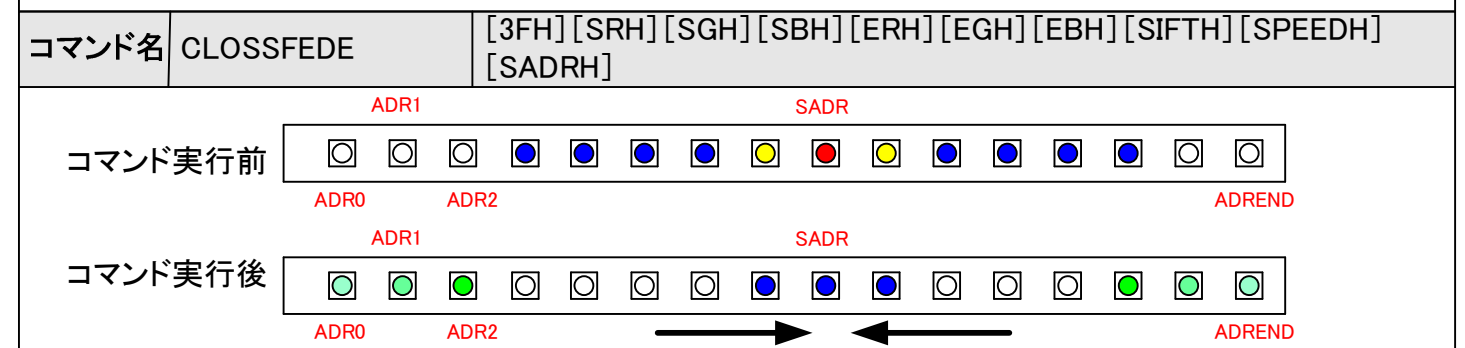 コマンド名 CLOSSFEDE [3FH][SRH][SGH][SBH][ERH][EGH][EBH][SIFTH][SPEEDH]
[SADRH]
ADR1 SADR
コマンド実行前
ADR0 ADR2 ADREND
ADR1 SADR
コマンド実行後
ADR0 ADR2 ADREND